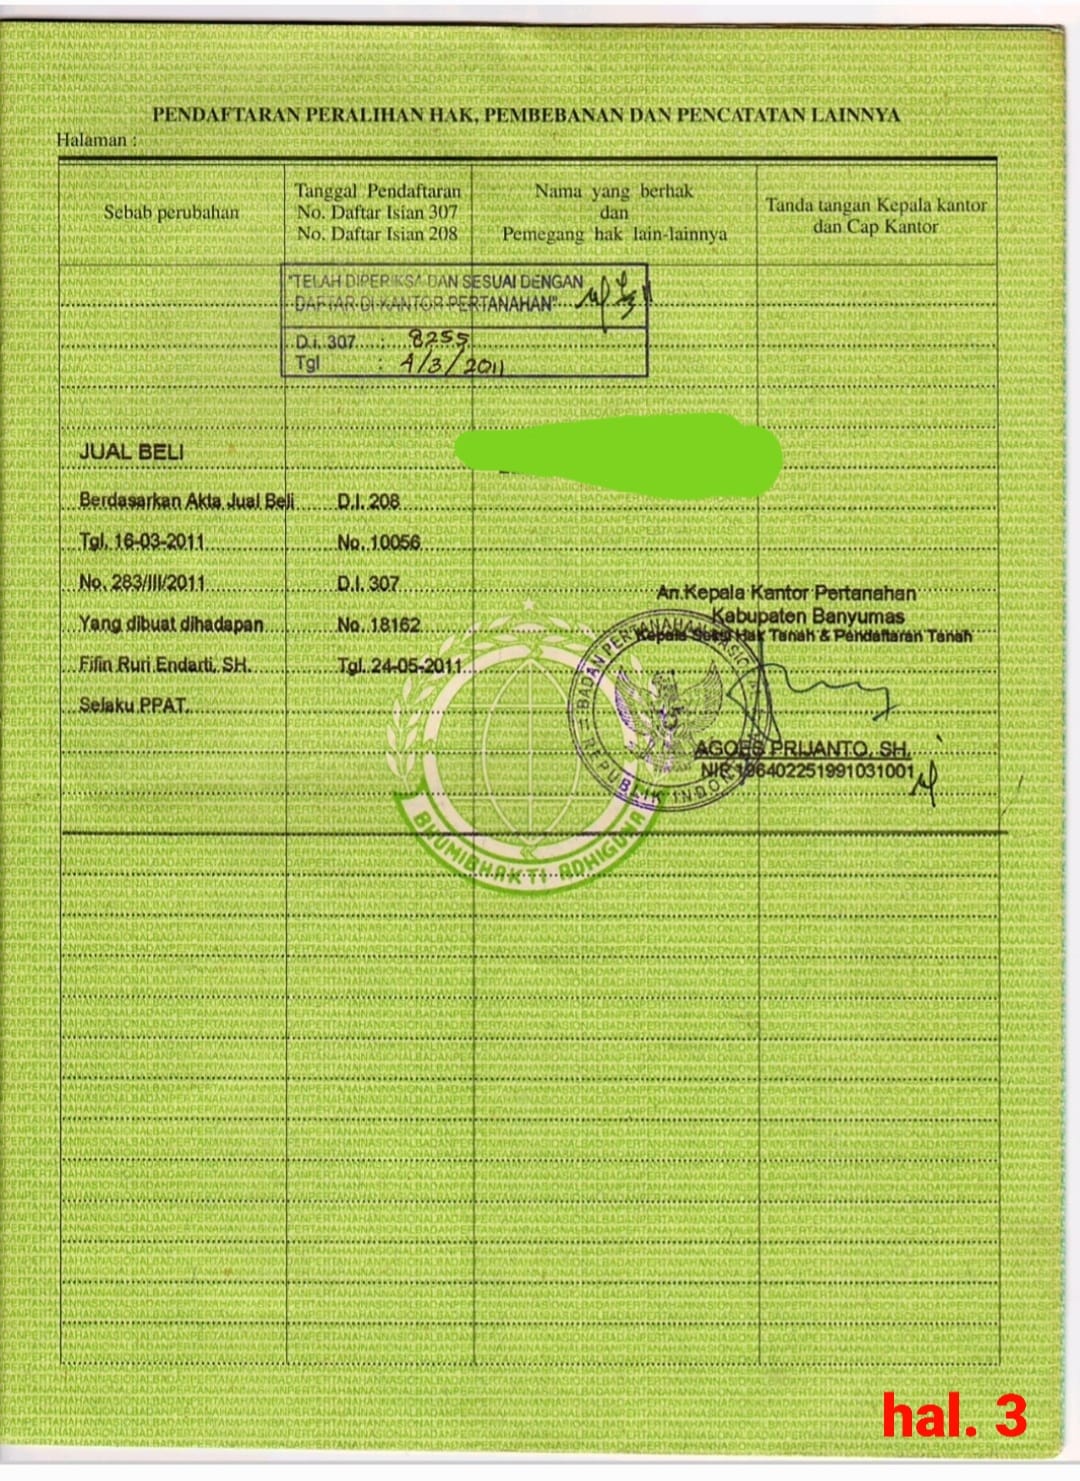 PENDAFTARAN PERALIHAN HAK, PEMBEBANAN DAN PENCATATAN LAINNYA
Halaman :
Sebab perubahan
Tanggal Pendaftaran
No. Daftar Isian 307
No. Daftar Isian 208
Nama yang berhak
dan
Pemegang hak lain-lainnya
Tanda tangan Kepala kantor
dan Cap Kantor
"TELAH DIPERIKSA DAN SESUAI DENGAN
DAFTAR DI KANTOR PERTANAHAN"
D.i. 307 : 8255
Tgl : 4/3/2011
JUAL BELI
Berdasarkan Akta Jual Beli
Tgl. 16-03-2011
No. 283/III/2011
Yang dibuat dihadapan
Fifin Ruri Endarti, SH.
Selaku PPAT.
D.I. 208
No. 10056
D.I. 307
No. 18162
Tgl. 24-05-2011
An.Kepala Kantor Pertanahan
Kabupaten Banyumas
Kepala Seksi Hak Tanah & Pendaftaran Tanah
BADAN PERTANAHAN NASIONAL
REPUBLIK INDONESIA
AGOES PRIJANTO, SH.
NIP.196402251991031001
BHUMIBHAKTI ADHIGUNA
hal. 3